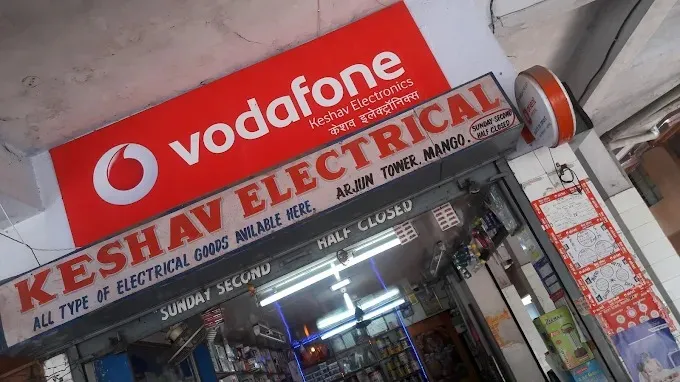 vodafone
Keshav Electronics
केशव इलेक्ट्रॉनिक्स
KESHAV ELECTRICAL
SUNDAY-SECOND
HALF CLOSED
ALL TYPE OF ELECTRICAL GOODS AVILABLE HERE.
ARJUN TOWER, MANGO.
SUNDAY SECOND HALF CLOSED